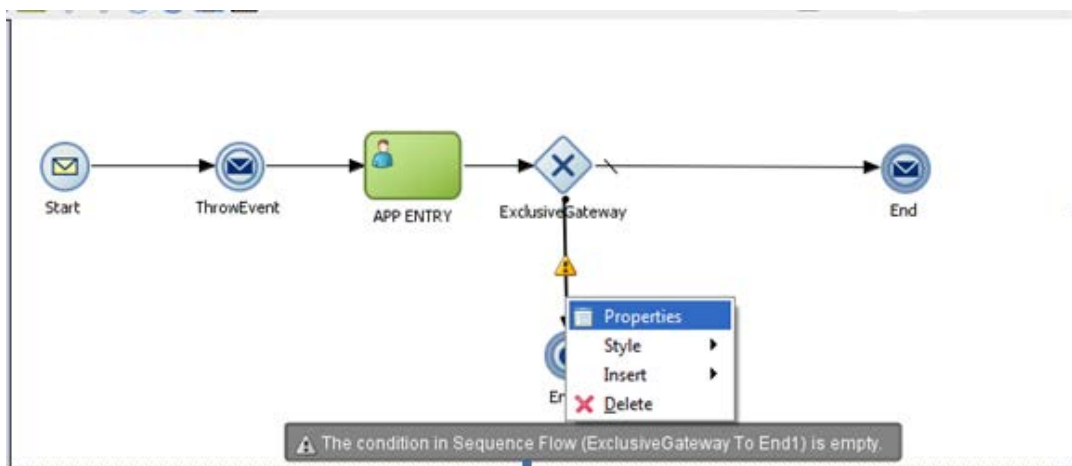 Start
ThrowEvent
APP ENTRY
ExclusiveGateway
End
Properties
Style
Insert
Delete
The condition in Sequence Flow (ExclusiveGateway To End1) is empty.